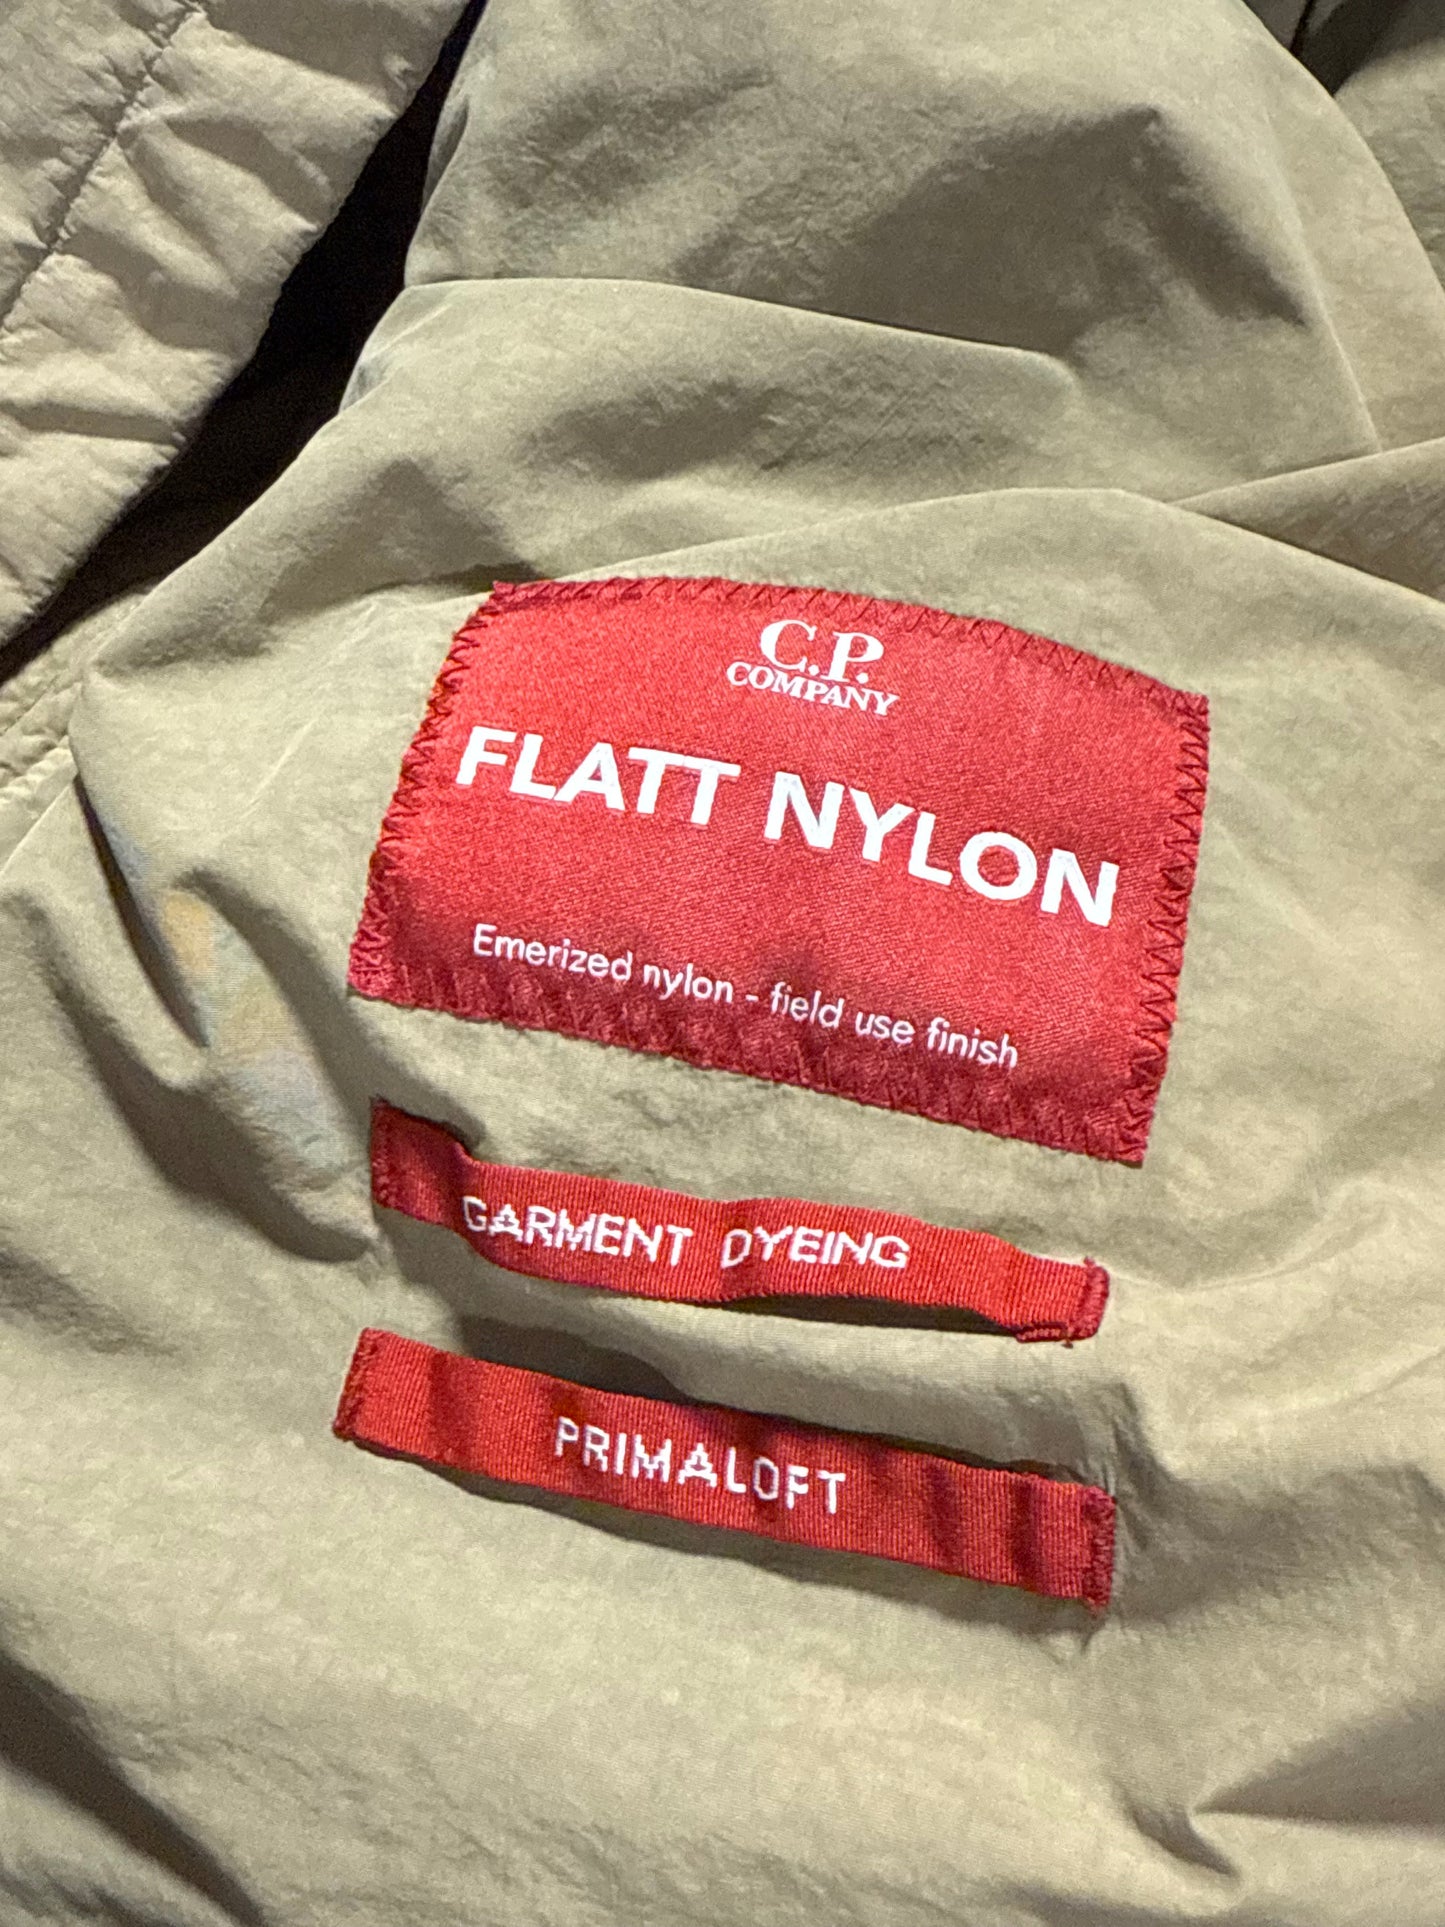 C.P.
COMPANY
FLATT NYLON
Emerized nylon - field use finish
GARMENT DYEING
PRIMALOFT